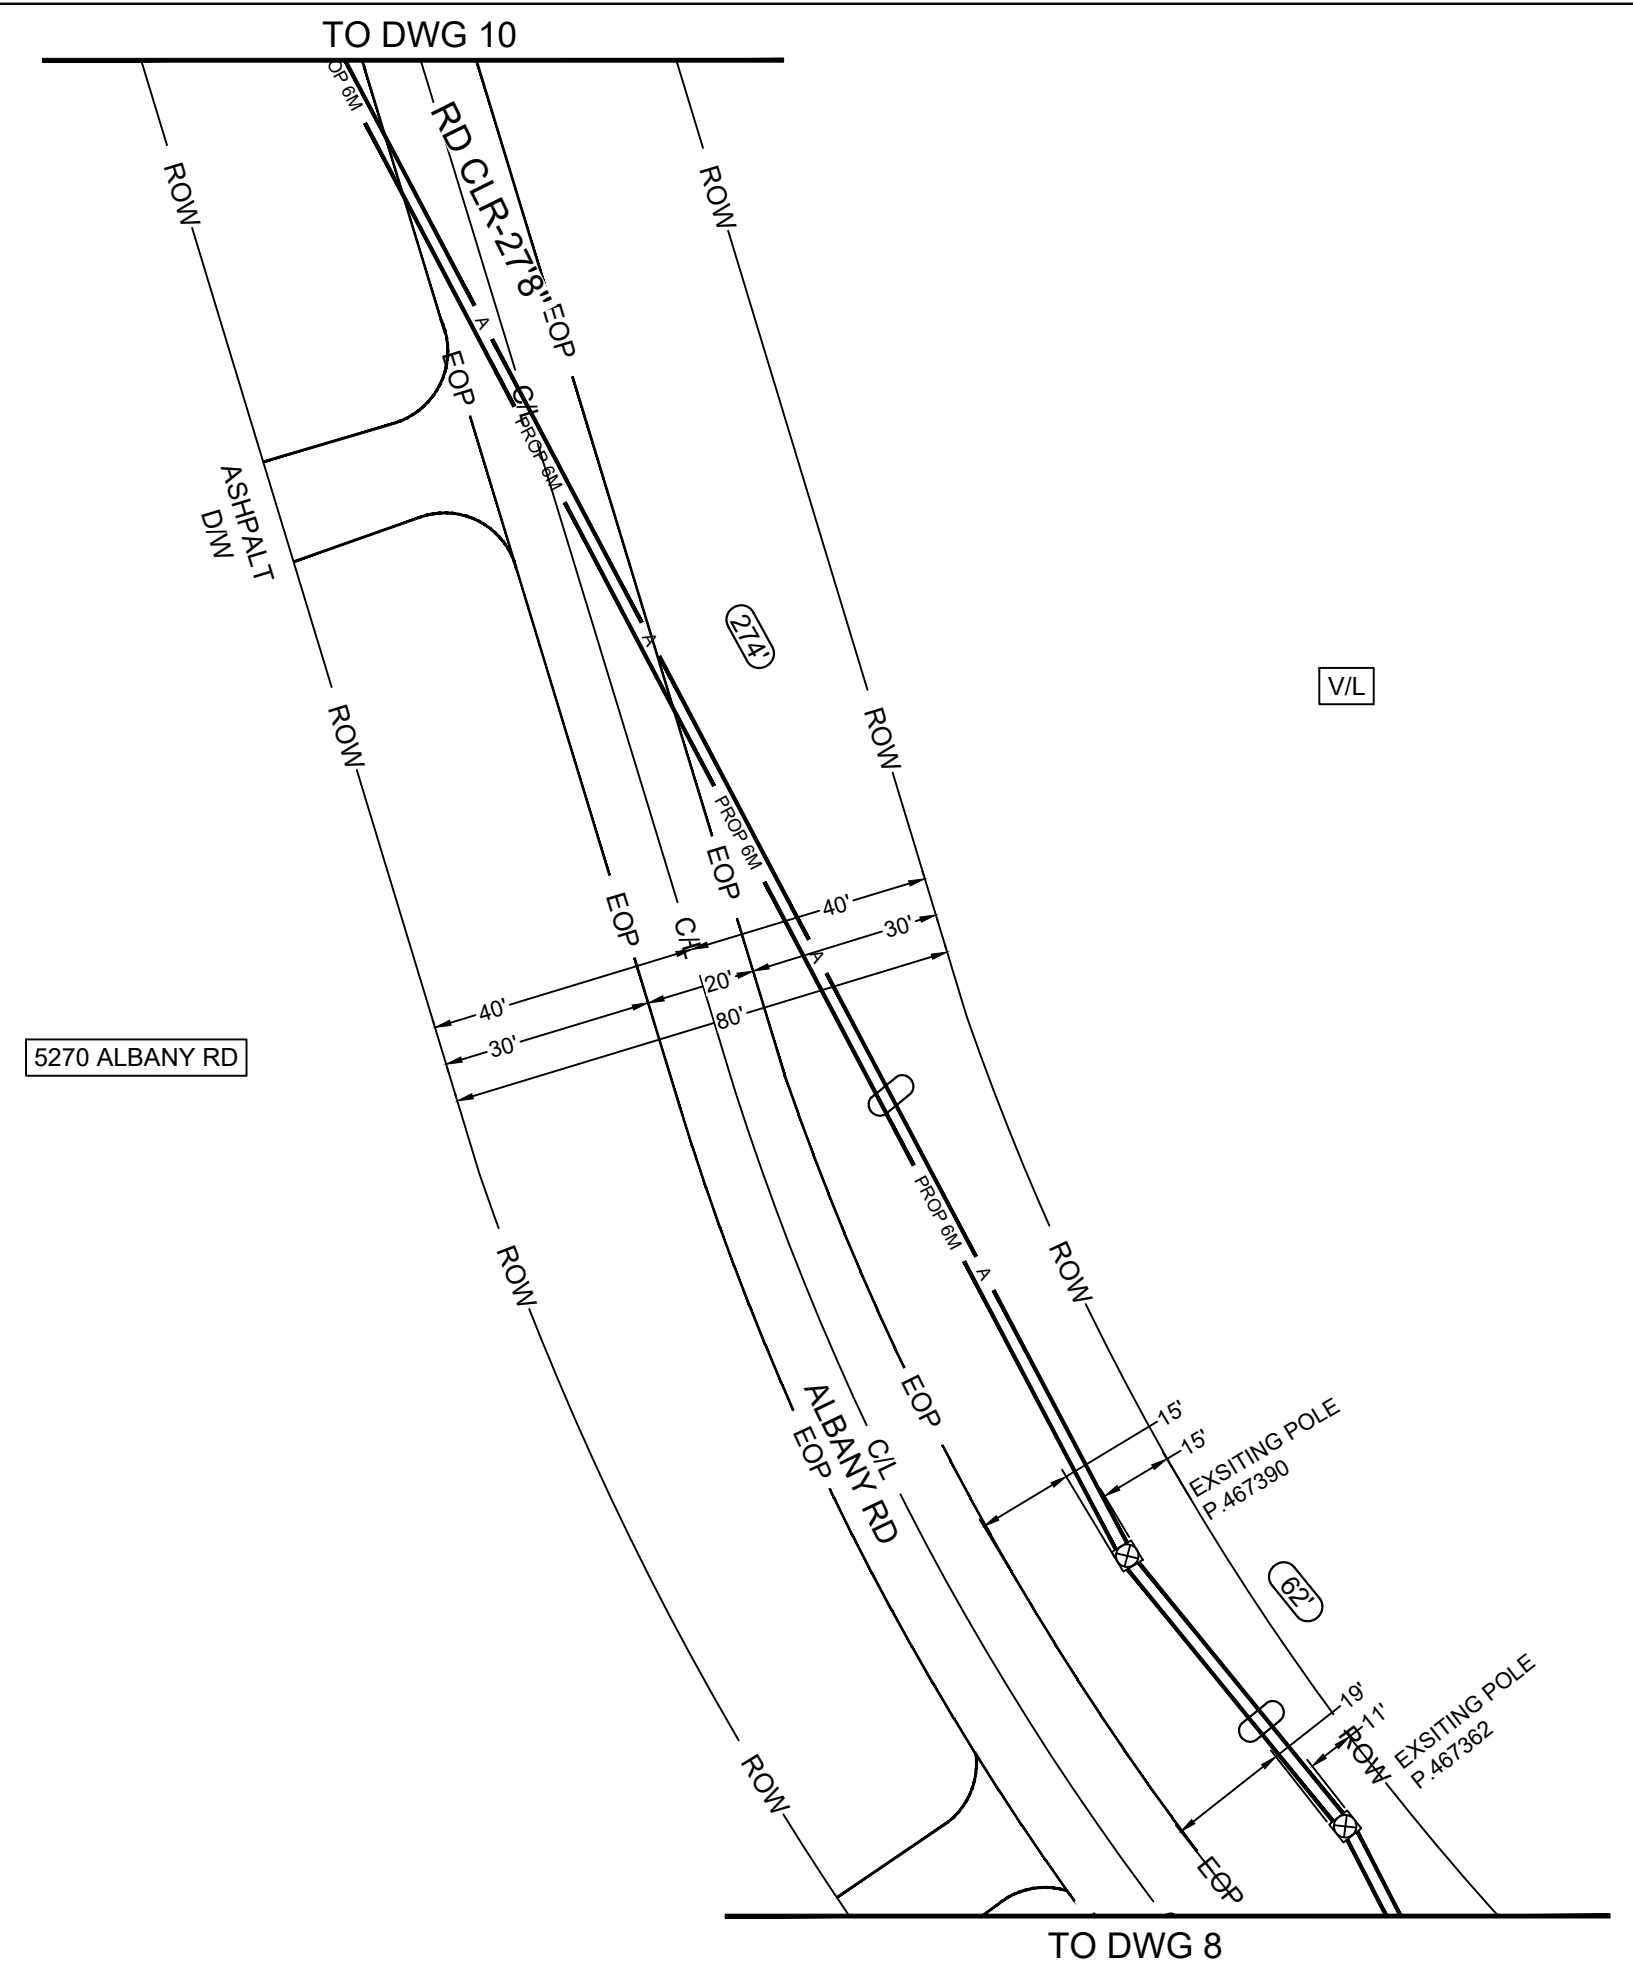 TO DWG 10
OP 6M
RD CLR-27'8"
ROW
ROW
EOP
A
EOP
C/L
PROP 6M
ASHPALT
D/W
274'
A
V/L
ROW
ROW
PROP 6M
EOP
EOP
C/L
40'
30'
A
20'
40'
80'
30'
5270 ALBANY RD
PROP 6M
A
ROW
ROW
EOP
ALBANY RD
EOP
C/L
15'
15'
EXSITING POLE
P.467390
62'
19'
11'
ROW
EXSITING POLE
P.467362
ROW
EOP
TO DWG 8